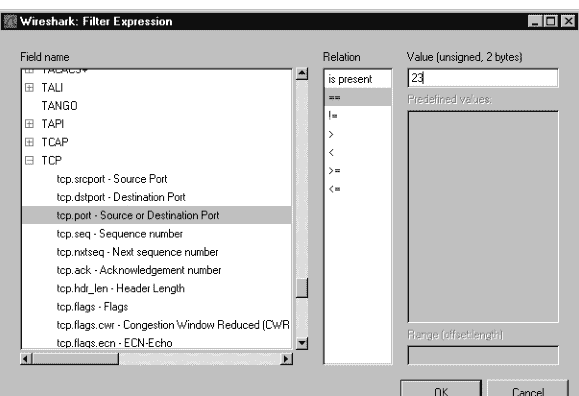 Wireshark: Filter Expression
Field name
TACACS+
TALI
TANGO
TAPI
TCAP
TCP
tcp.srcport - Source Port
tcp.dstport - Destination Port
tcp.port - Source or Destination Port
tcp.seq - Sequence number
tcp.nxtseq - Next sequence number
tcp.ack - Acknowledgement number
tcp.hdr_len - Header Length
tcp.flags - Flags
tcp.flags.cwr - Congestion Window Reduced (CWR
tcp.flags.ecn - ECN-Echo
Relation
is present
==
!=
>
<
>=
<=
Value (unsigned, 2 bytes)
23
Predefined values:
Range (offset:length)
OK
Cancel